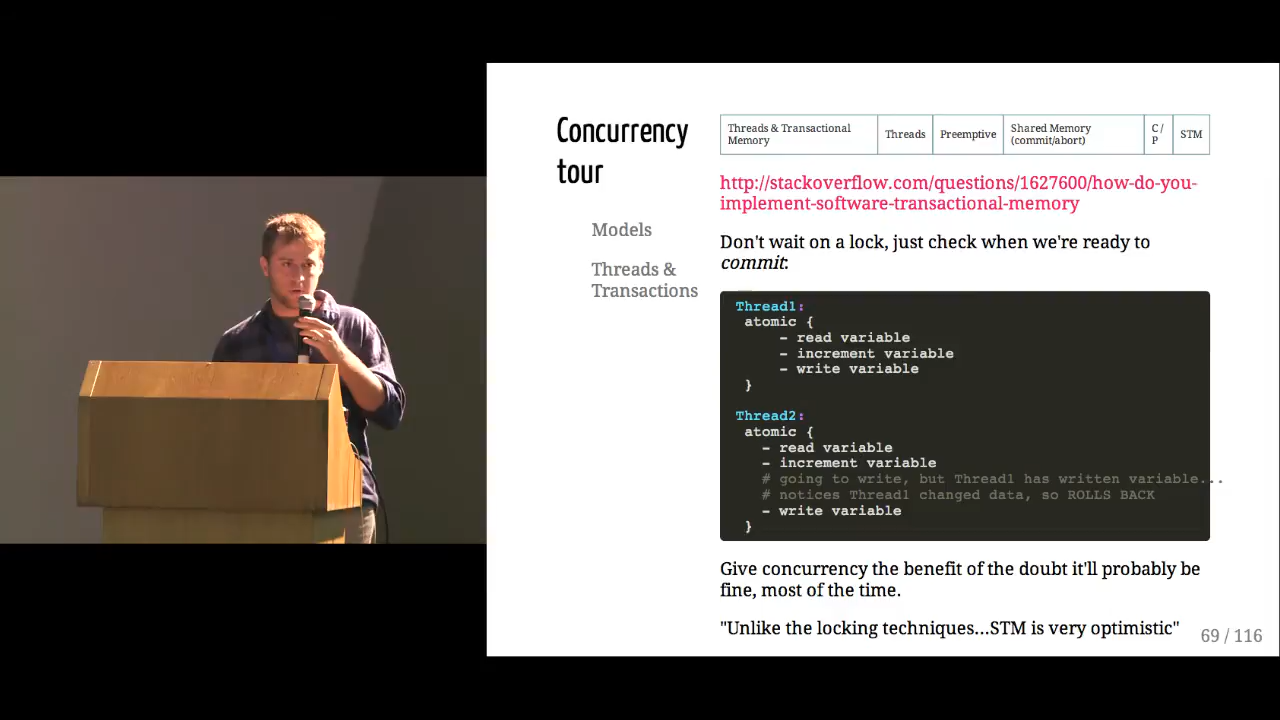 Concurrency
tour
Models
Threads &
Transactions
Threads & Transactional
Memory
Threads
Preemptive
Shared Memory
(commit/abort)
C /
P
STM
http://stackoverflow.com/questions/1627600/how-do-you-
implement-software-transactional-memory
Don't wait on a lock, just check when we're ready to
commit:
Thread1:
atomic {
- read variable
- increment variable
- write variable
}
Thread2:
atomic {
- read variable
- increment variable
# going to write, but Thread1 has written variable...
# notices Thread1 changed data, so ROLLS BACK
- write variable
}
Give concurrency the benefit of the doubt it'll probably be
fine, most of the time.
"Unlike the locking techniques...STM is very optimistic"
69 / 116